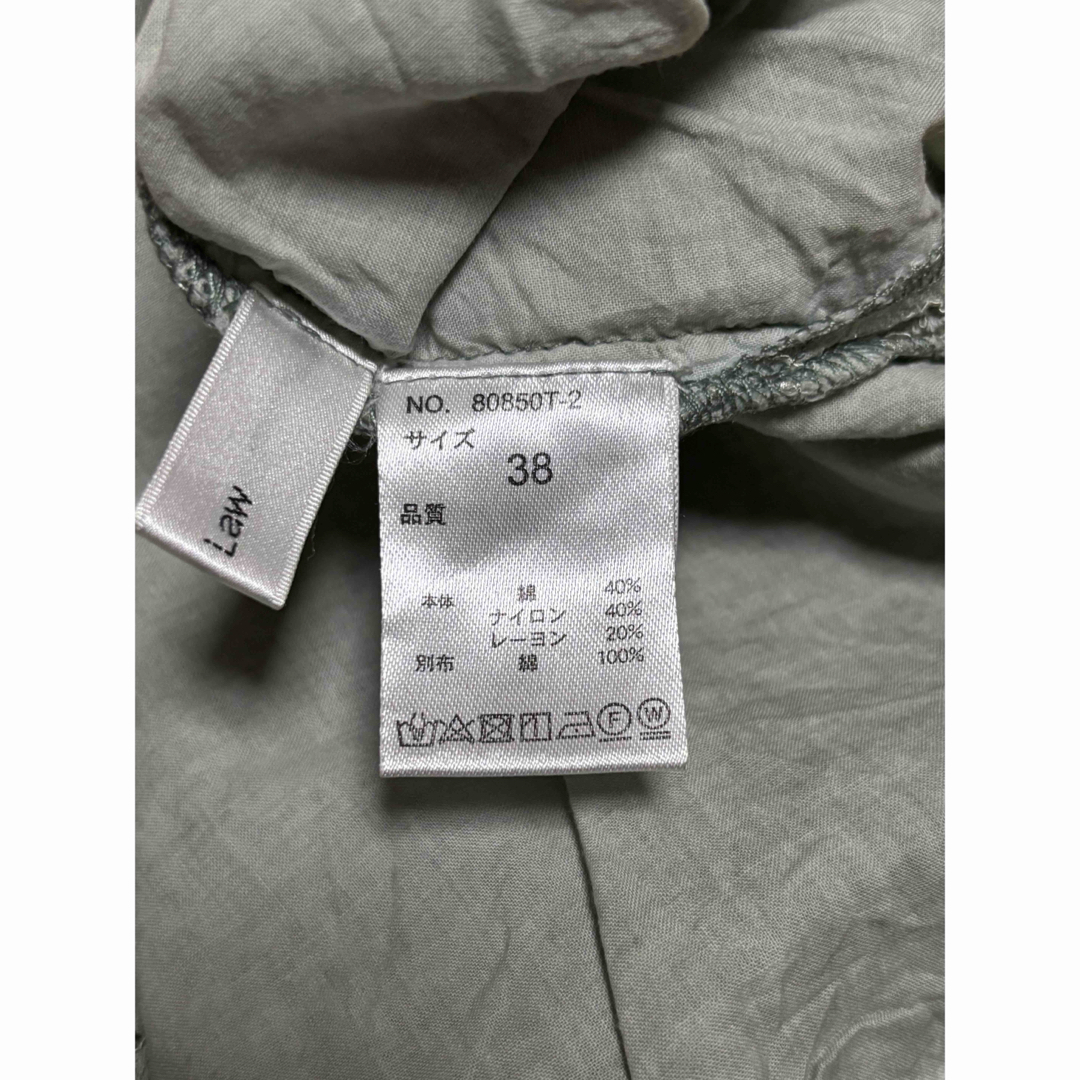 NO. 80850T-2
サイズ
38
品質
本体 綿 40%
ナイロン 40%
レーヨン 20%
別布 綿 100%
F W